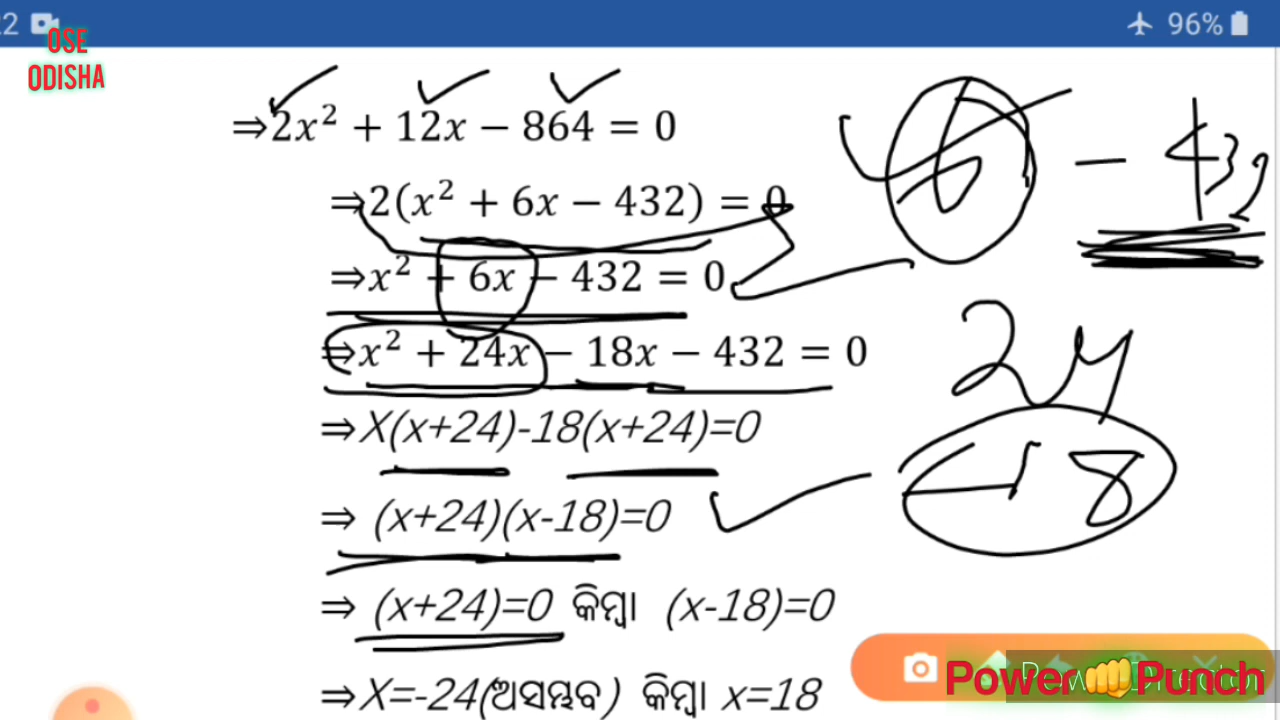 2
96%
OSE
ODISHA
⇒2x² + 12x − 864 = 0
⇒2(x² + 6x − 432) = 0
⇒x² + 6x − 432 = 0
⇒x² + 24x − 18x − 432 = 0
⇒X(x+24)-18(x+24)=0
⇒ (x+24)(x-18)=0
⇒ (x+24)=0 କିମ୍ବା (x-18)=0
⇒X=-24(ଅସମ୍ଭବ) କିମ୍ବା x=18
6 − 432
24
−18
Power 👊 Punch